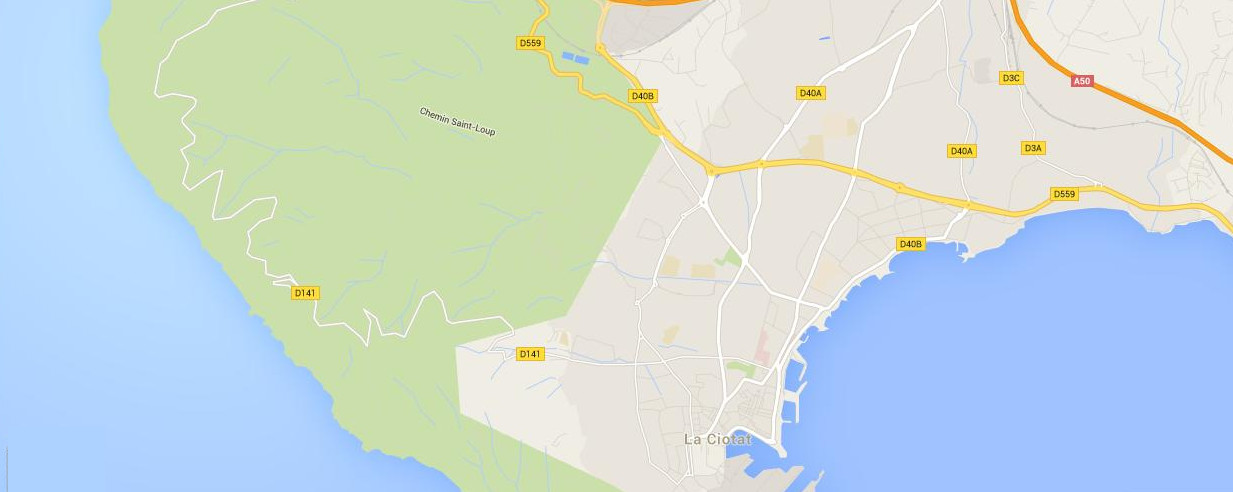 D559
D3C
A50
D40B
D40A
Chemin Saint-Loup
D3A
D40A
D559
D40B
D141
D141
La Ciotat